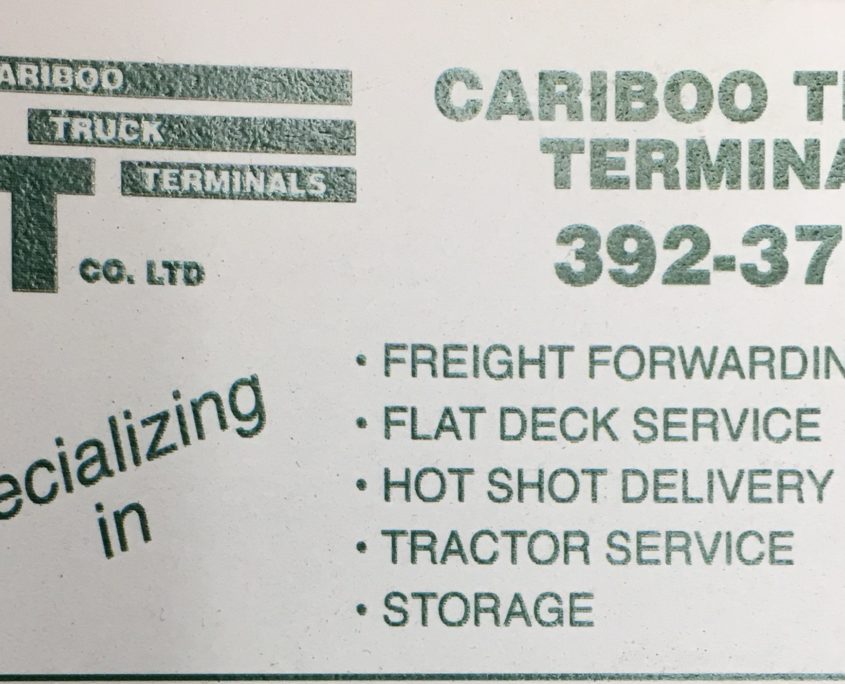 ARIBOO
TRUCK
TERMINALS
T
CO. LTD
CARIBOO T
TERMINA
392-37
ecializing
in
• FREIGHT FORWARDIN
• FLAT DECK SERVICE
• HOT SHOT DELIVERY
• TRACTOR SERVICE
• STORAGE